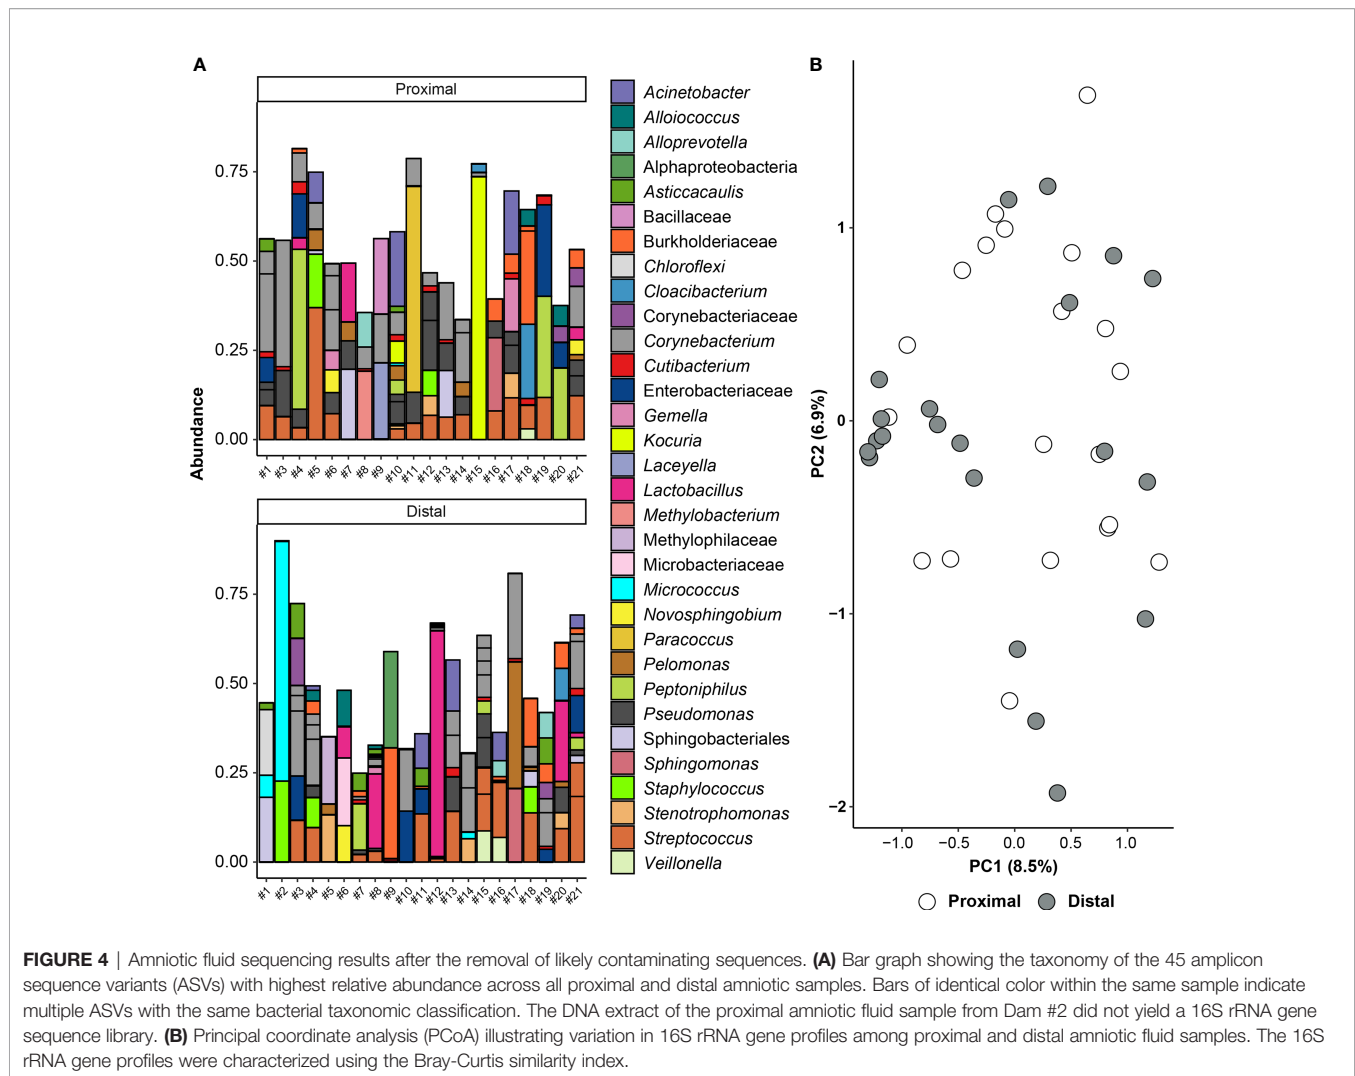 A
Proximal
Abundance
0.75
0.50
0.25
0.00
#1 #3 #4 #5 #6 #7 #8 #9 #10 #11 #12 #13 #14 #15 #16 #17 #18 #19 #20 #21
Distal
0.75
0.50
0.25
0.00
#1 #2 #3 #4 #5 #6 #7 #8 #9 #10 #11 #12 #13 #14 #15 #16 #17 #18 #19 #20 #21
Acinetobacter
Alloiococcus
Alloprevotella
Alphaproteobacteria
Asticcacaulis
Bacillaceae
Burkholderiaceae
Chloroflexi
Cloacibacterium
Corynebacteriaceae
Corynebacterium
Cutibacterium
Enterobacteriaceae
Gemella
Kocuria
Laceyella
Lactobacillus
Methylobacterium
Methylophilaceae
Microbacteriaceae
Micrococcus
Novosphingobium
Paracoccus
Pelomonas
Peptoniphilus
Pseudomonas
Sphingobacteriales
Sphingomonas
Staphylococcus
Stenotrophomonas
Streptococcus
Veillonella
B
PC2 (6.9%)
1
0
−1
−2
−1.0 −0.5 0.0 0.5 1.0
PC1 (8.5%)
Proximal Distal
FIGURE 4 | Amniotic fluid sequencing results after the removal of likely contaminating sequences. (A) Bar graph showing the taxonomy of the 45 amplicon
sequence variants (ASVs) with highest relative abundance across all proximal and distal amniotic samples. Bars of identical color within the same sample indicate
multiple ASVs with the same bacterial taxonomic classification. The DNA extract of the proximal amniotic fluid sample from Dam #2 did not yield a 16S rRNA gene
sequence library. (B) Principal coordinate analysis (PCoA) illustrating variation in 16S rRNA gene profiles among proximal and distal amniotic fluid samples. The 16S
rRNA gene profiles were characterized using the Bray-Curtis similarity index.